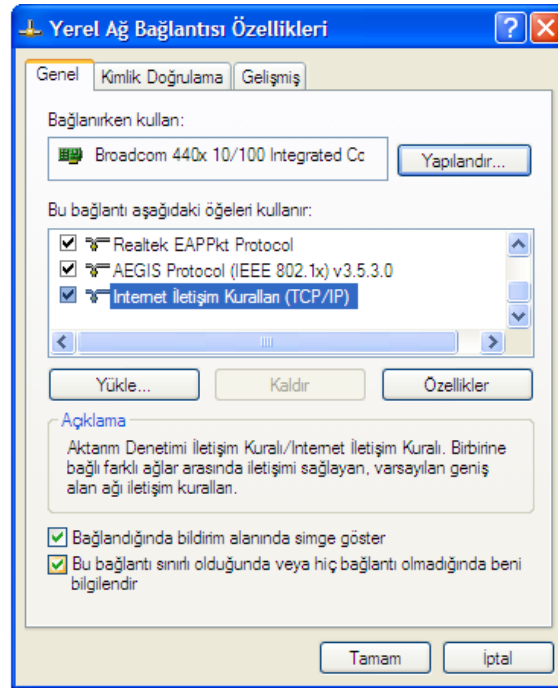 Yerel Ağ Bağlantısı Özellikleri
Genel Kimlik Doğrulama Gelişmiş
Bağlanırken kullan:
Broadcom 440x 10/100 Integrated Cc Yapılandır...
Bu bağlantı aşağıdaki öğeleri kullanır:
Realtek EAPPkt Protocol
AEGIS Protocol (IEEE 802.1x) v3.5.3.0
Internet İletişim Kuralları (TCP/IP)
Yükle... Kaldır Özellikler
Açıklama
Aktarım Denetimi İletişim Kuralı/Internet İletişim Kuralı. Birbirine
bağlı farklı ağlar arasında iletişimi sağlayan, varsayılan geniş
alan ağı iletişim kuralları.
Bağlandığında bildirim alanında simge göster
Bu bağlantı sınırlı olduğunda veya hiç bağlantı olmadığında beni
bilgilendir
Tamam İptal